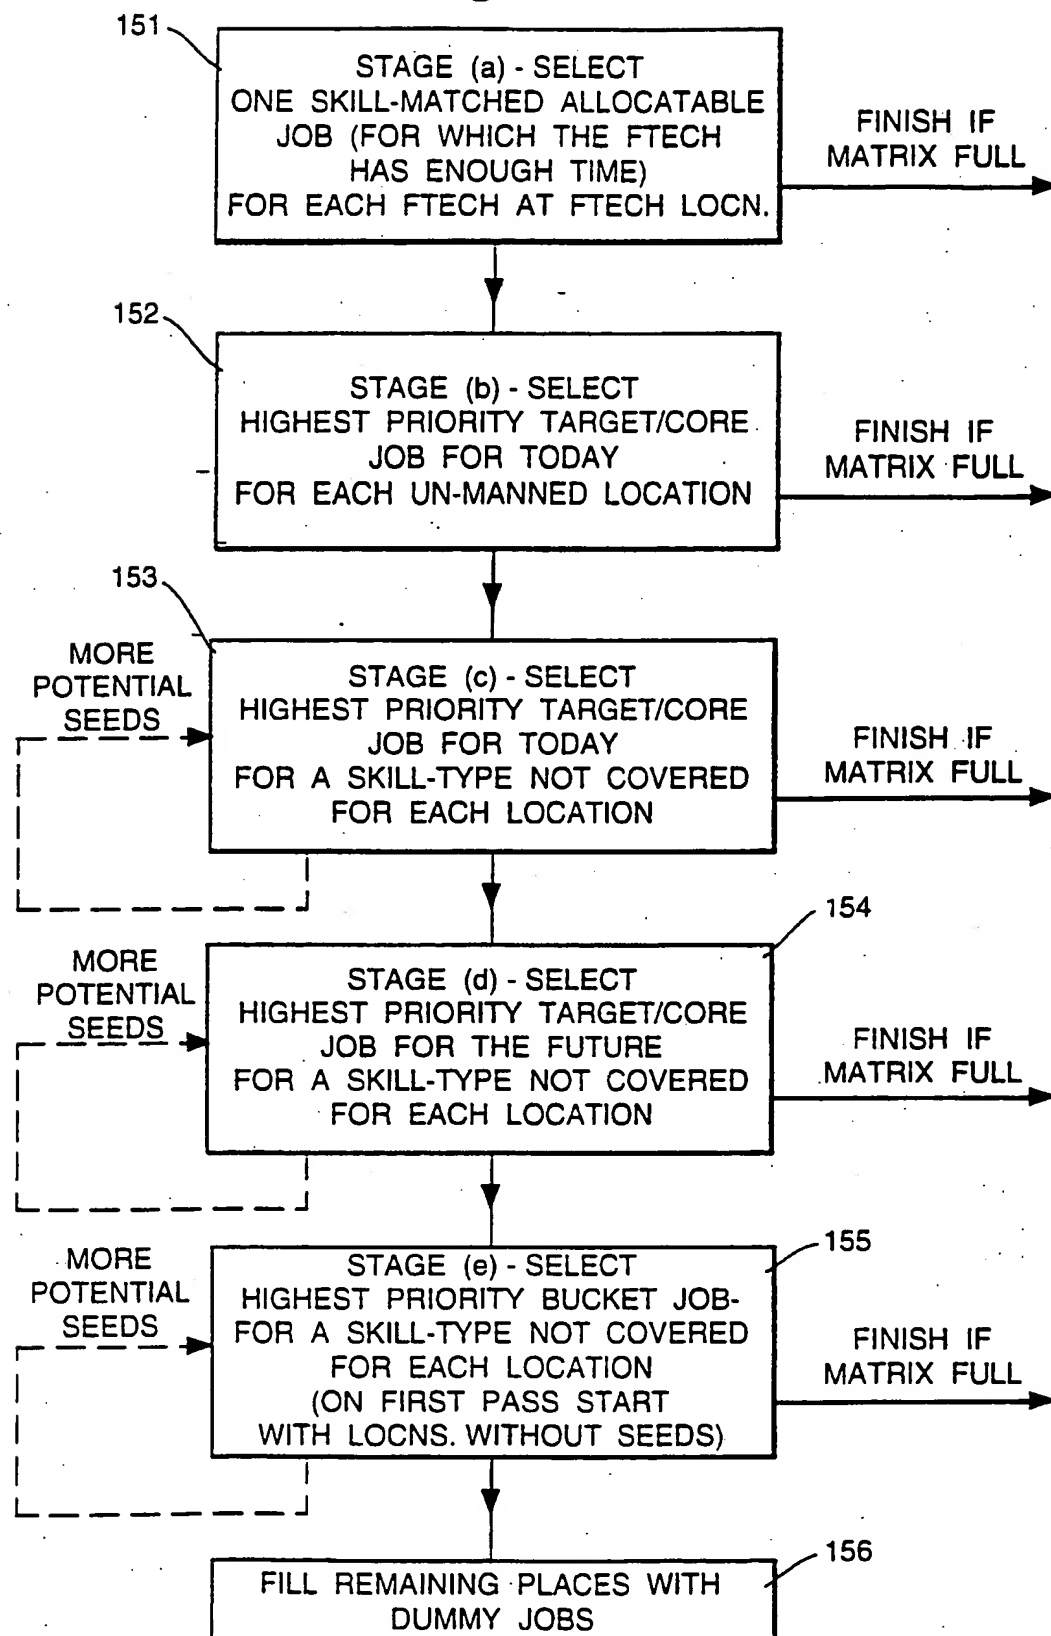 151
STAGE (a) - SELECT
ONE SKILL-MATCHED ALLOCATABLE
JOB (FOR WHICH THE FTECH
HAS ENOUGH TIME)
FOR EACH FTECH AT FTECH LOCN.
FINISH IF
MATRIX FULL
152
STAGE (b) - SELECT
HIGHEST PRIORITY TARGET/CORE
JOB FOR TODAY
FOR EACH UN-MANNED LOCATION
FINISH IF
MATRIX FULL
153
MORE
POTENTIAL
SEEDS
STAGE (c) - SELECT
HIGHEST PRIORITY TARGET/CORE
JOB FOR TODAY
FOR A SKILL-TYPE NOT COVERED
FOR EACH LOCATION
FINISH IF
MATRIX FULL
154
MORE
POTENTIAL
SEEDS
STAGE (d) - SELECT
HIGHEST PRIORITY TARGET/CORE
JOB FOR THE FUTURE
FOR A SKILL-TYPE NOT COVERED
FOR EACH LOCATION
FINISH IF
MATRIX FULL
155
MORE
POTENTIAL
SEEDS
STAGE (e) - SELECT
HIGHEST PRIORITY BUCKET JOB-
FOR A SKILL-TYPE NOT COVERED
FOR EACH LOCATION
(ON FIRST PASS START
WITH LOCNS. WITHOUT SEEDS)
FINISH IF
MATRIX FULL
156
FILL REMAINING PLACES WITH
DUMMY JOBS